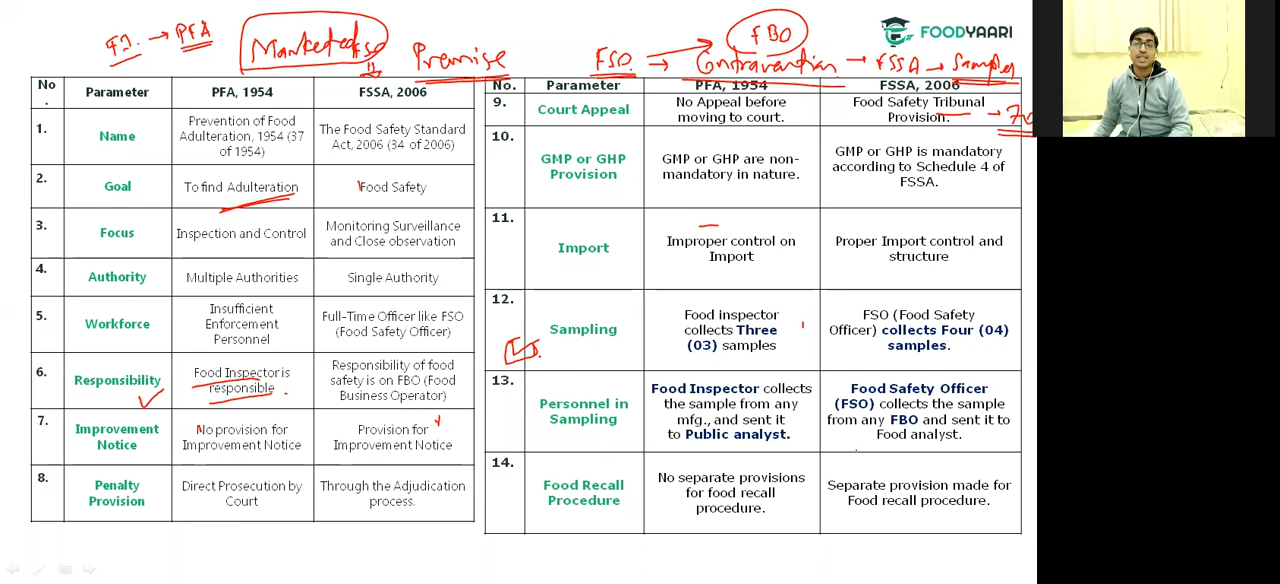 F.I. → PFA
Marketed
FSO
Premise
FSO → Contravention → FSSA → Samples
FBO
FOODYAARI
No
.
Parameter
PFA, 1954
FSSA, 2006
1.
Name
Prevention of Food
Adulteration, 1954 (37
of 1954)
The Food Safety Standard
Act, 2006 (34 of 2006)
2.
Goal
To find Adulteration
Food Safety
3.
Focus
Inspection and Control
Monitoring Surveillance
and Close observation
4.
Authority
Multiple Authorities
Single Authority
5.
Workforce
Insufficient
Enforcement
Personnel
Full-Time Officer like FSO
(Food Safety Officer)
6.
Responsibility
Food Inspector is
responsible
Responsibility of food
safety is on FBO (Food
Business Operator)
7.
Improvement
Notice
No provision for
Improvement Notice
Provision for
Improvement Notice
8.
Penalty
Provision
Direct Prosecution by
Court
Through the Adjudication
process.
No.
Parameter
PFA, 1954
FSSA, 2006
9.
Court Appeal
No Appeal before
moving to court.
Food Safety Tribunal
Provision.
10.
GMP or GHP
Provision
GMP or GHP are non-
mandatory in nature.
GMP or GHP is mandatory
according to Schedule 4 of
FSSA.
11.
Import
Improper control on
Import
Proper Import control and
structure
12.
Sampling
Food inspector
collects Three
(03) samples
FSO (Food Safety
Officer) collects Four (04)
samples.
13.
Personnel in
Sampling
Food Inspector collects
the sample from any
mfg., and sent it
to Public analyst.
Food Safety Officer
(FSO) collects the sample
from any FBO and sent it to
Food analyst.
14.
Food Recall
Procedure
No separate provisions
for food recall
procedure.
Separate provision made for
Food recall procedure.